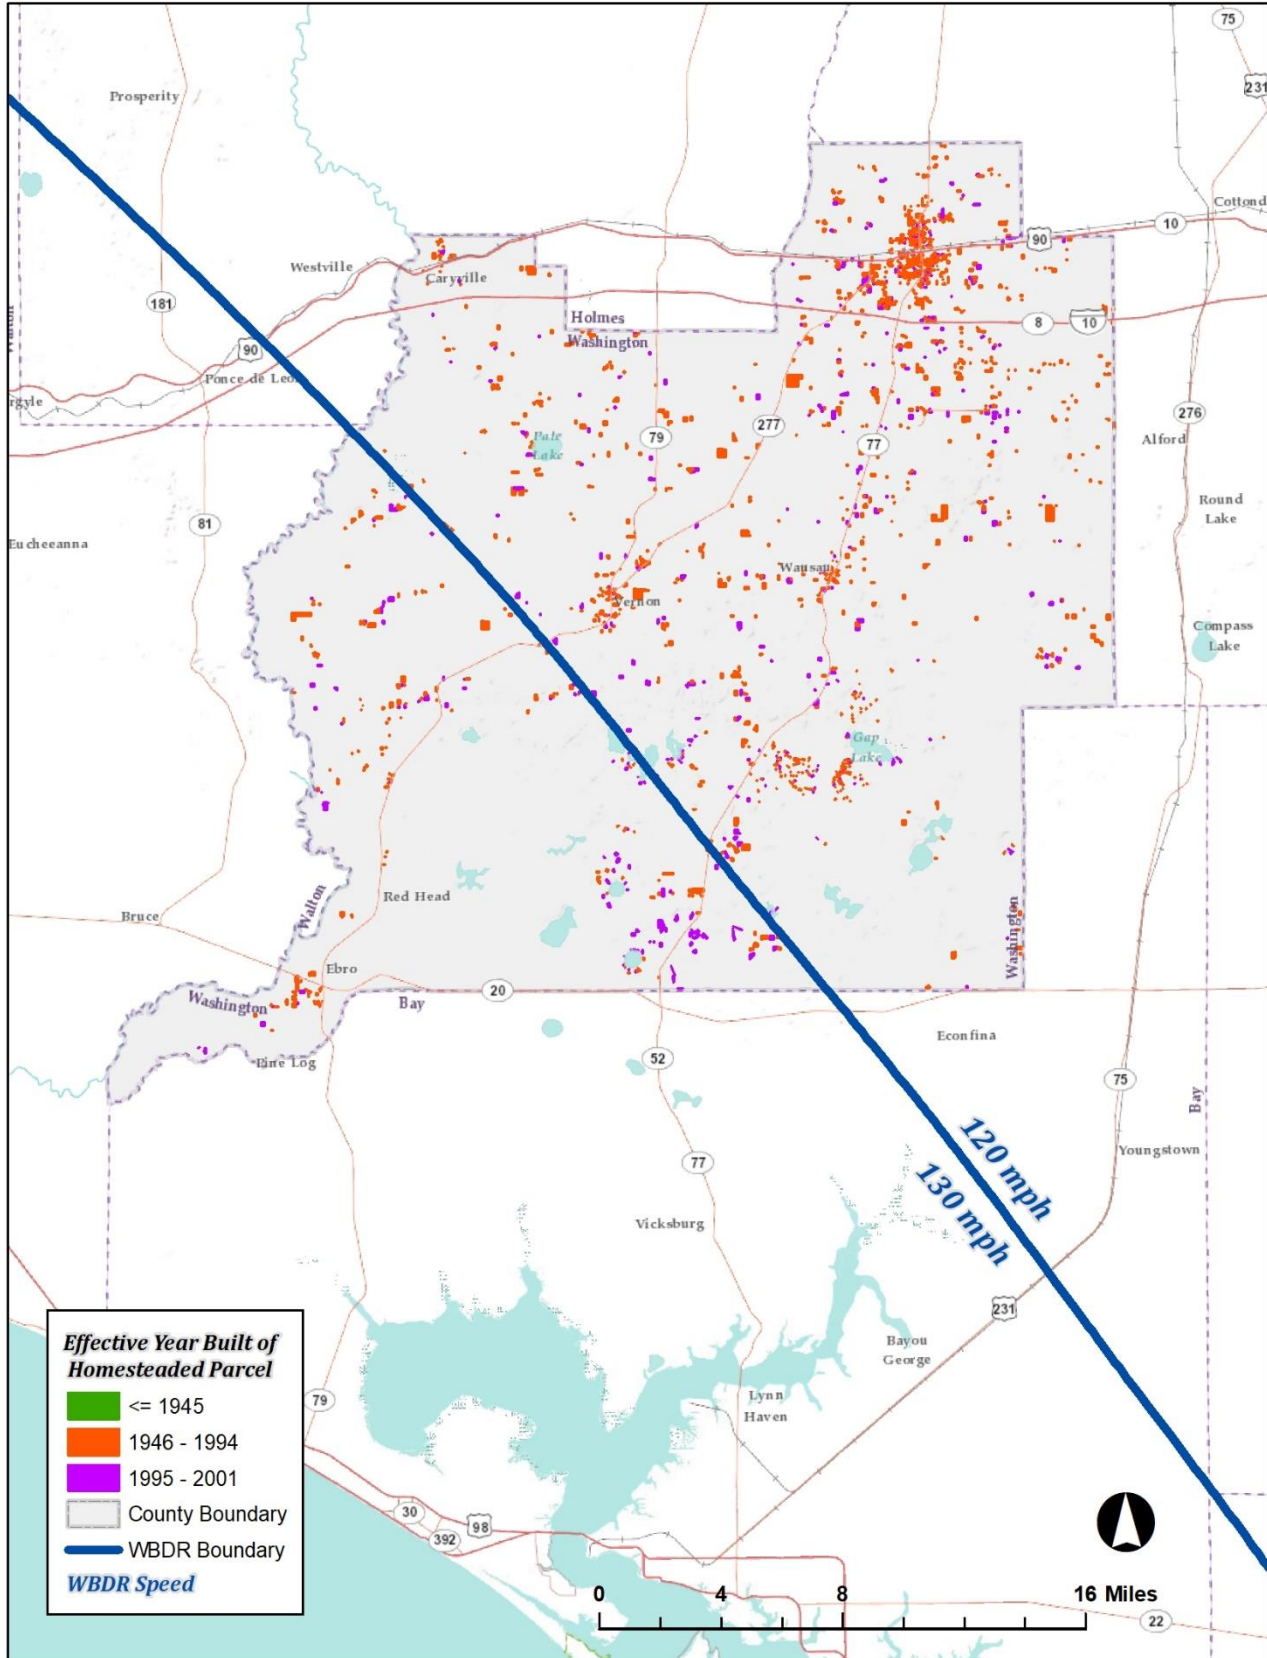 75
231
Prosperity
Cottond
10
90
Westville
Caryville
181
Holmes
Washington
8
10
Walton
90
Ponce de Leon
rgyle
276
277
79
77
Alford
Pate
Lake
Round
Lake
81
Eucheeanna
Wausau
Vernon
Compass
Lake
Gap
Lake
Red Head
Walton
Bruce
Washington
Ebro
Washington
Bay
20
Econfina
Pine Log
52
75
Bay
120 mph
130 mph
Youngstown
77
Vicksburg
231
Bayou
George
Lynn
Haven
79
30
392
98
22
Effective Year Built of
Homesteaded Parcel
<= 1945
1946 - 1994
1995 - 2001
County Boundary
WBDR Boundary
WBDR Speed
0 4 8 16 Miles